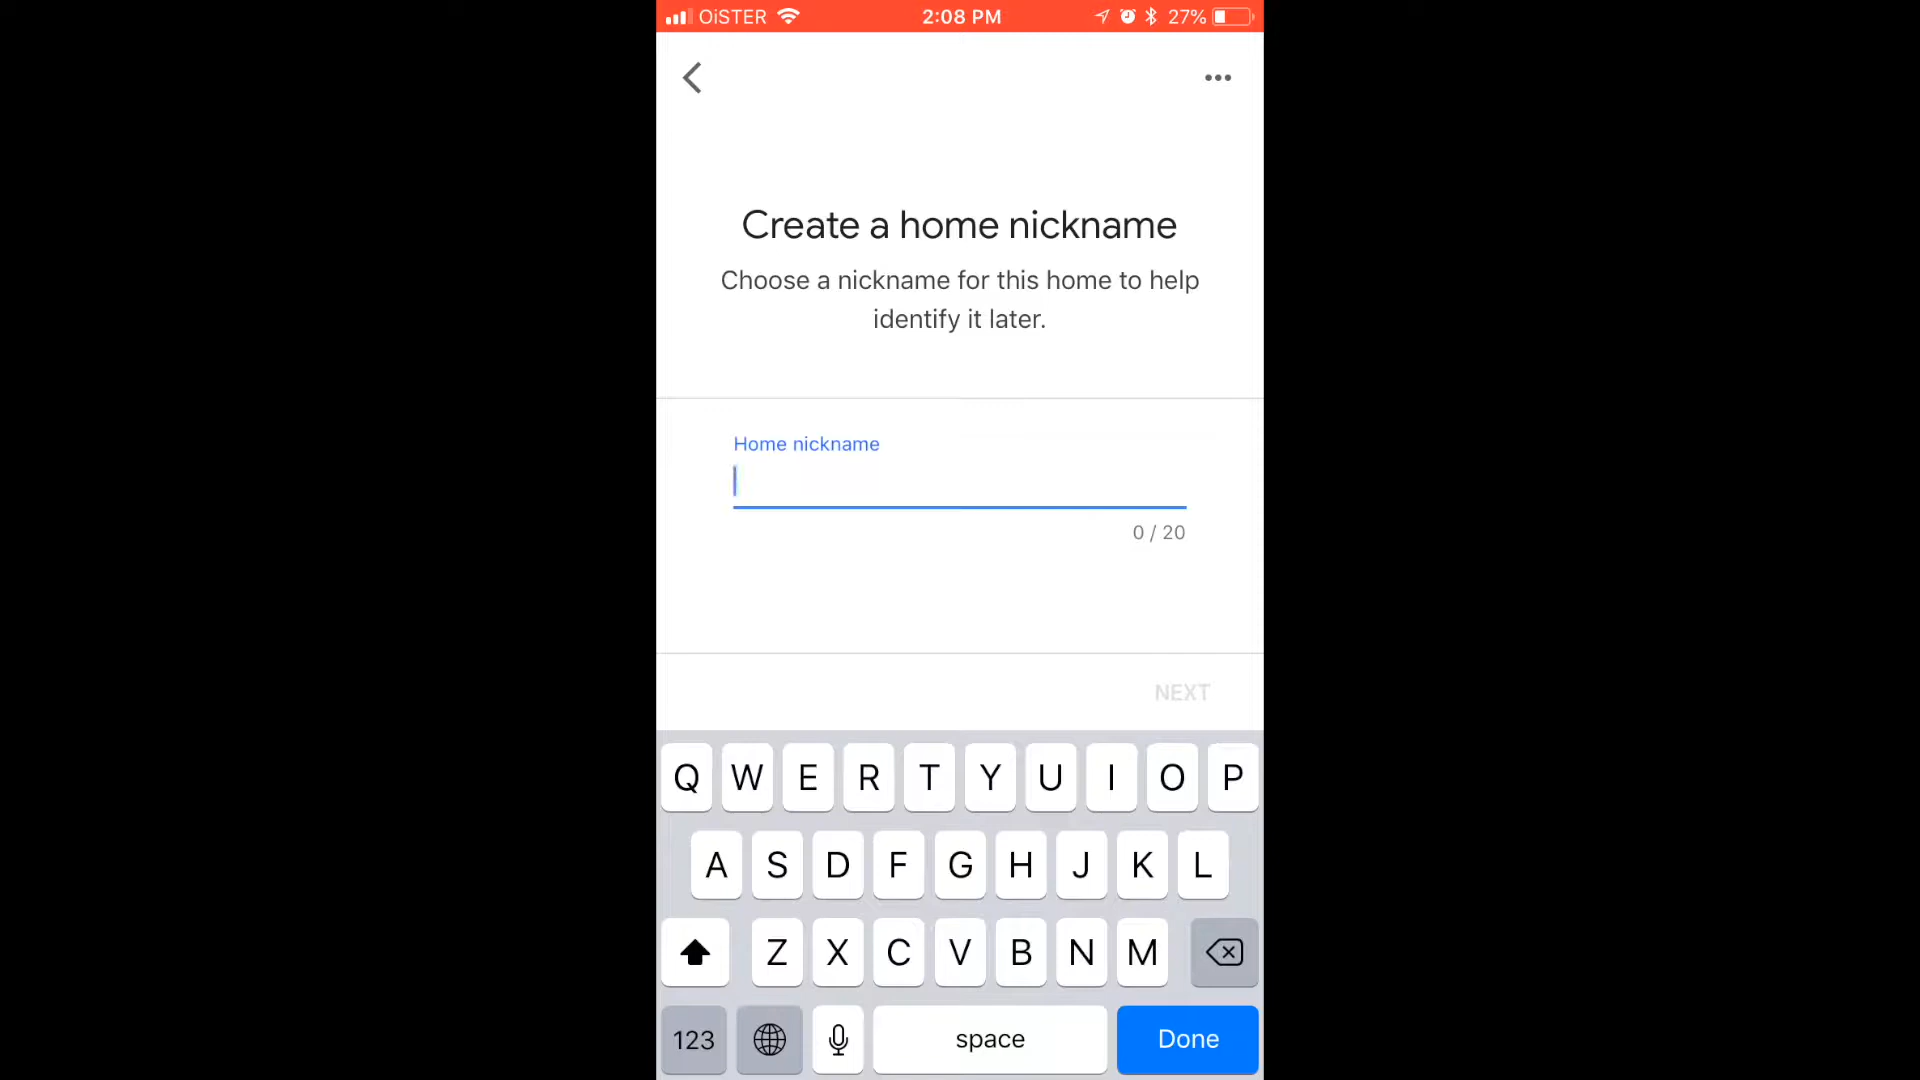 OiSTER 2:08 PM 27%
Create a home nickname
Choose a nickname for this home to help
identify it later.
Home nickname
0 / 20
NEXT
Q W E R T Y U I O P
A S D F G H J K L
Z X C V B N M
123 space Done